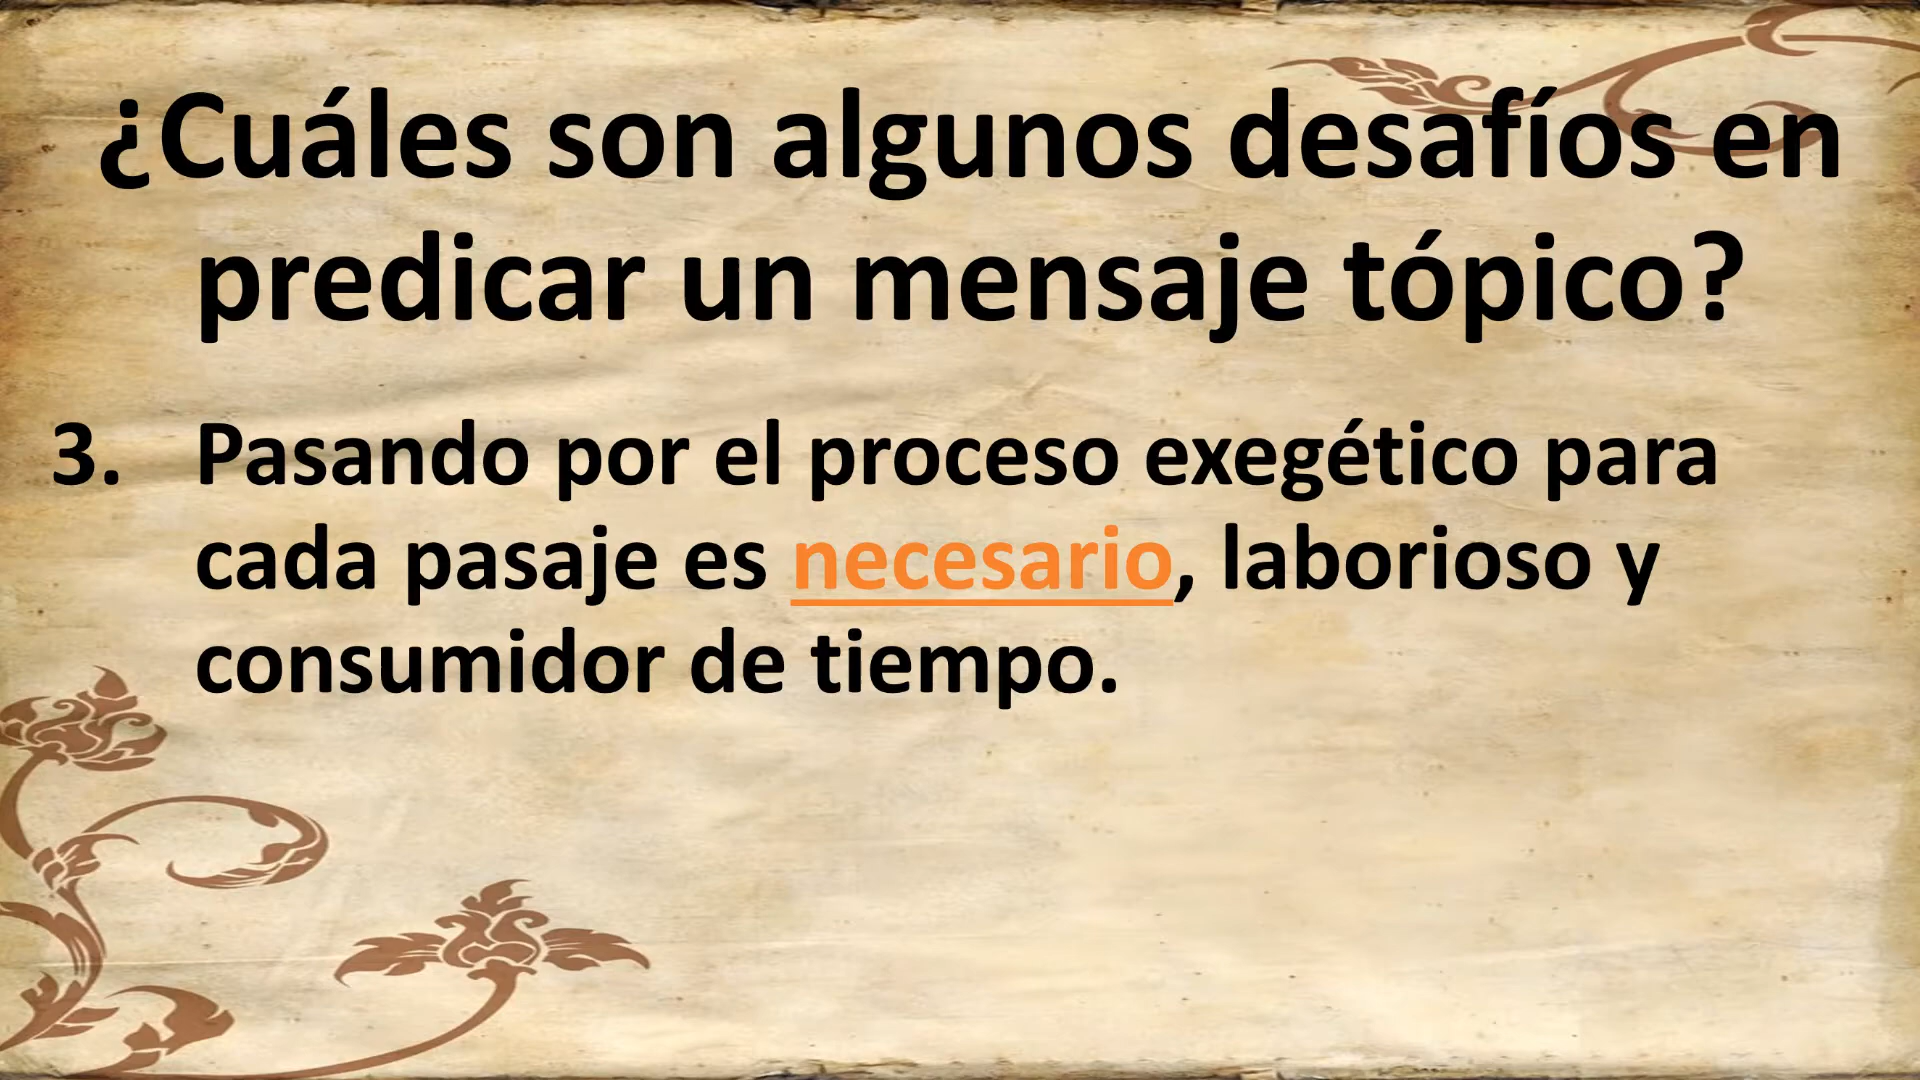 ¿Cuáles son algunos desafíos en
predicar un mensaje tópico?
3. Pasando por el proceso exegético para
cada pasaje es necesario, laborioso y
consumidor de tiempo.